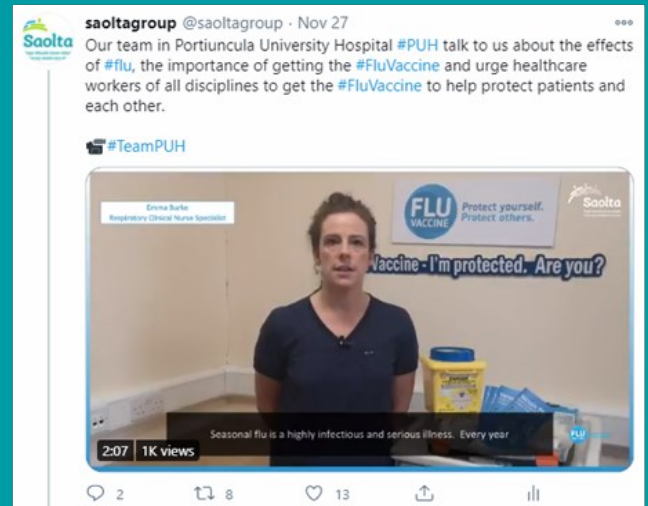 saoltagroup @saoltagroup · Nov 27
Saolta
Our team in Portiuncula University Hospital #PUH talk to us about the effects
of #flu, the importance of getting the #FluVaccine and urge healthcare
workers of all disciplines to get the #FluVaccine to help protect patients and
each other.
#TeamPUH
Emma Burke
Respiratory Clinical Nurse Specialist
FLU
VACCINE
Protect yourself.
Protect others.
Saolta
Vaccine - I'm protected. Are you?
Seasonal flu is a highly infectious and serious illness. Every year
FLU
2:07 1K views
2 8 13